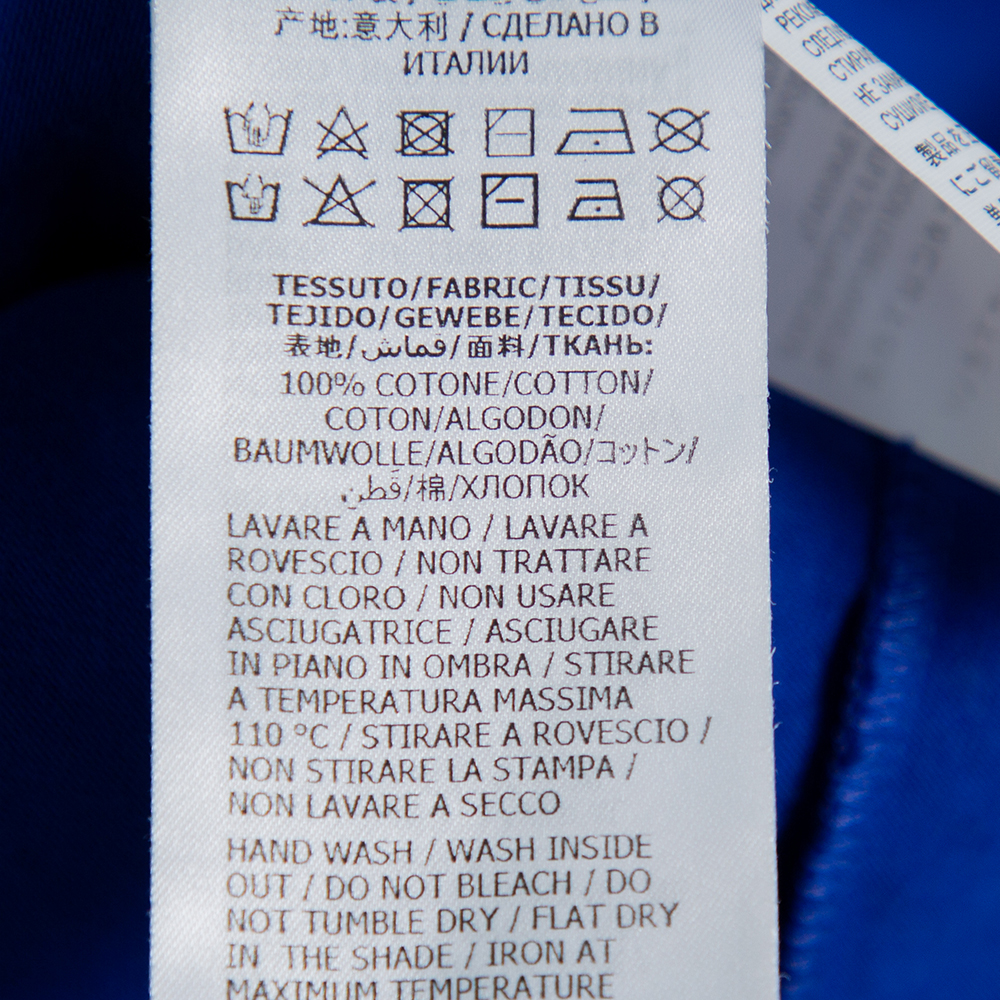 产地:意大利 / СДЕЛАНО В
ИТАЛИИ
TESSUTO/FABRIC/TISSU/
TEJIDO/GEWEBE/TECIDO/
表地/قماش/面料/ТКАНЬ:
100% COTONE/COTTON/
COTON/ALGODON/
BAUMWOLLE/ALGODÃO/コットン/
قطن/棉/ХЛОПОК
LAVARE A MANO / LAVARE A
ROVESCIO / NON TRATTARE
CON CLORO / NON USARE
ASCIUGATRICE / ASCIUGARE
IN PIANO IN OMBRA / STIRARE
A TEMPERATURA MASSIMA
110 °C / STIRARE A ROVESCIO /
NON STIRARE LA STAMPA /
NON LAVARE A SECCO
HAND WASH / WASH INSIDE
OUT / DO NOT BLEACH / DO
NOT TUMBLE DRY / FLAT DRY
IN THE SHADE / IRON AT
MAXIMUM TEMPERATURE
НЕ
製品